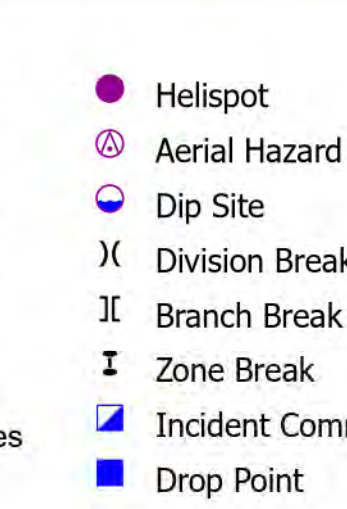 Helispot
Aerial Hazard
Dip Site
)( Division Break
][ Branch Break
Zone Break
es Incident Comm
Drop Point